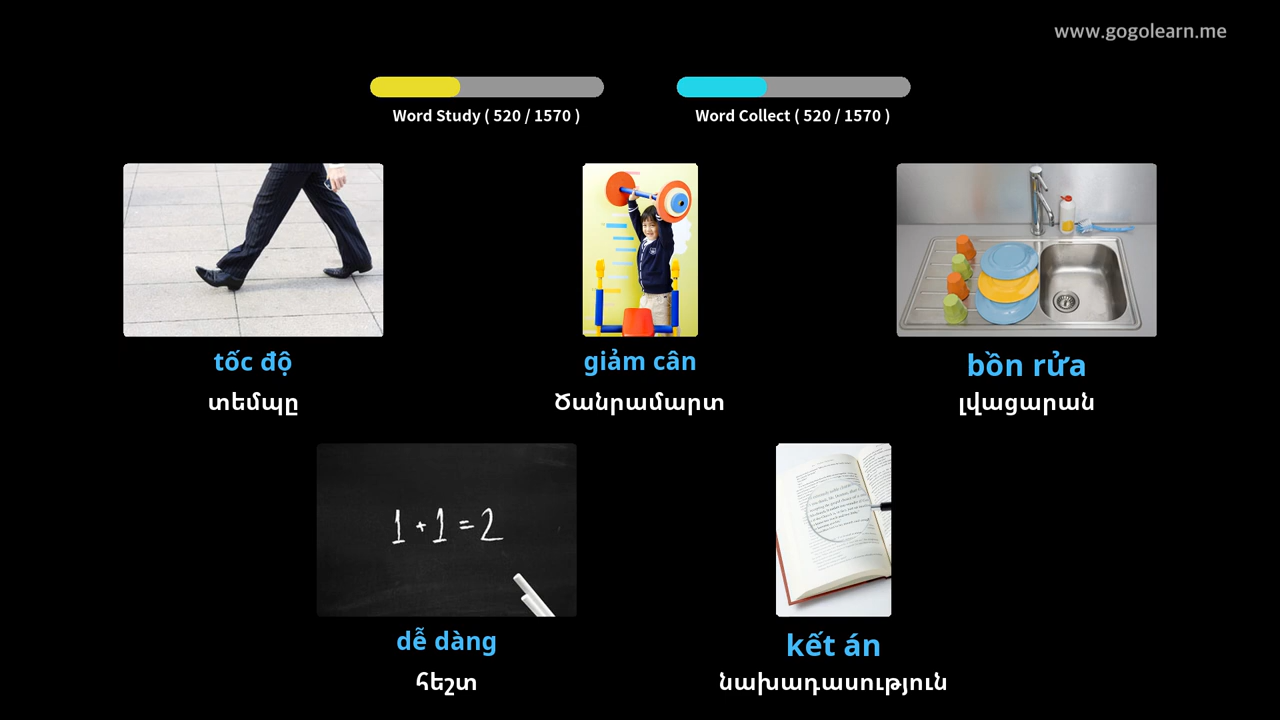 www.gogolearn.me
Word Study ( 520 / 1570 )
Word Collect ( 520 / 1570 )
tốc độ
տեմպը
giảm cân
Ծանրամարտ
bồn rửa
լվացարան
1 + 1 = 2
dễ dàng
հեշտ
kết án
նախադասություն